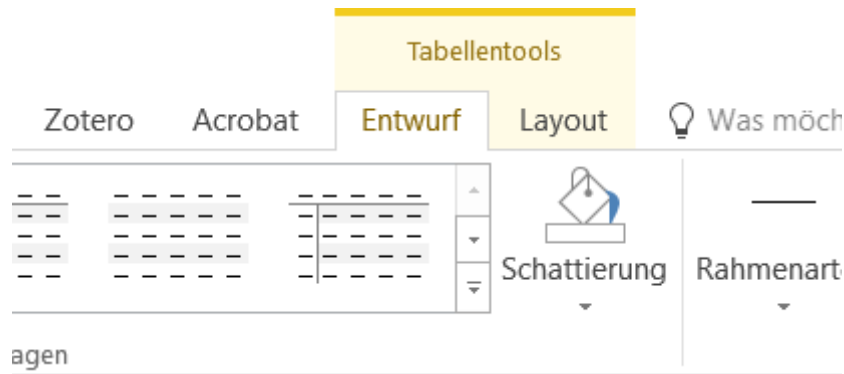 Tabellentools
Zotero Acrobat Entwurf Layout Was möch
Schattierung Rahmenart
agen